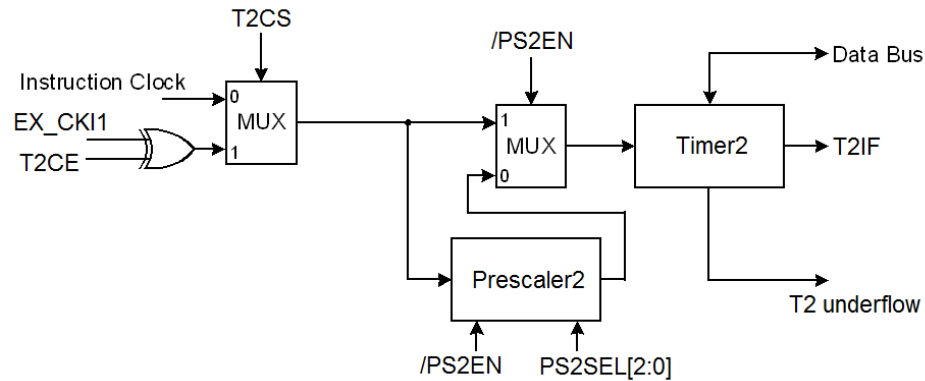 T2CS
/PS2EN
Data Bus
Instruction Clock
0
1
EX_CKI1
MUX
MUX
Timer2
T2IF
T2CE
1
0
Prescaler2
T2 underflow
/PS2EN
PS2SEL[2:0]